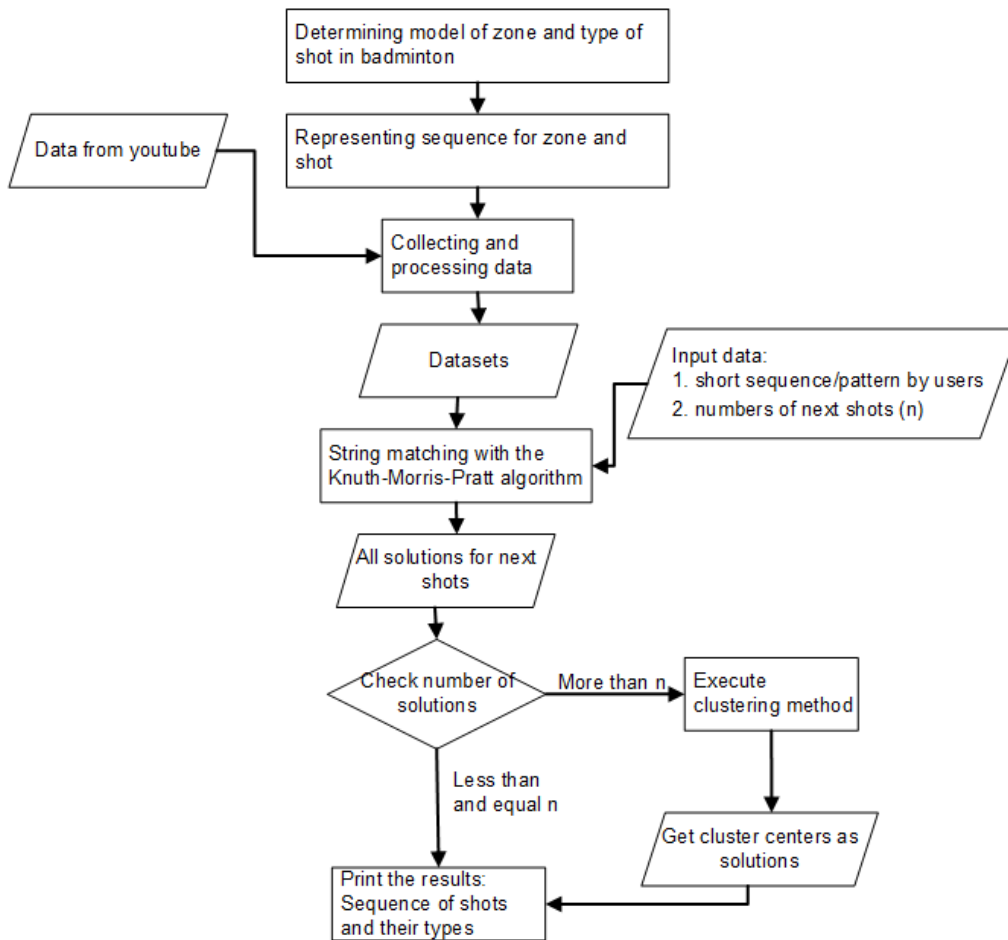 Determining model of zone and type of
shot in badminton
Data from youtube
Representing sequence for zone and
shot
Collecting and
processing data
Datasets
Input data:
1. short sequence/pattern by users
2. numbers of next shots (n)
String matching with the
Knuth-Morris-Pratt algorithm
All solutions for next
shots
Check number of
solutions
More than n
Execute
clustering method
Less than
and equal n
Get cluster centers as
solutions
Print the results:
Sequence of shots
and their types